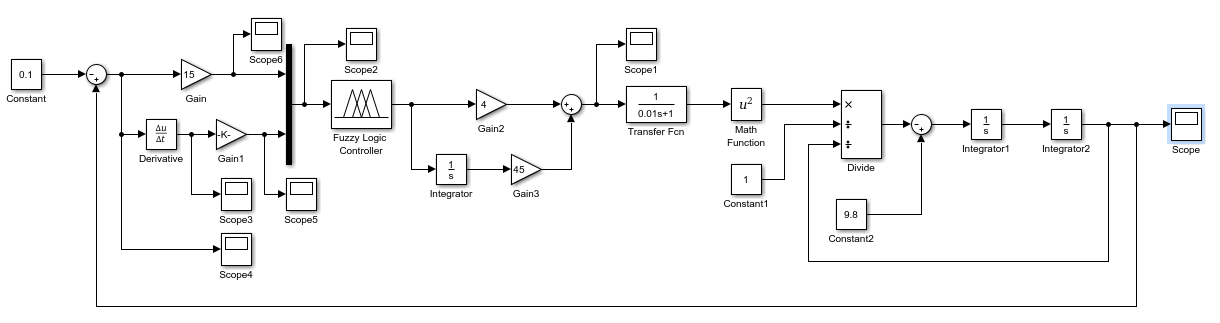 Scope6
Scope2
Scope1
0.1
Constant
15
Gain
Fuzzy Logic
Controller
4
Gain2
1
0.01s+1
Transfer Fcn
u²
Math
Function
×
÷
÷
Divide
1
s
Integrator1
1
s
Integrator2
Scope
Δu
Δt
Derivative
-K-
Gain1
1
s
Integrator
45
Gain3
1
Constant1
Scope3
Scope5
9.8
Constant2
Scope4